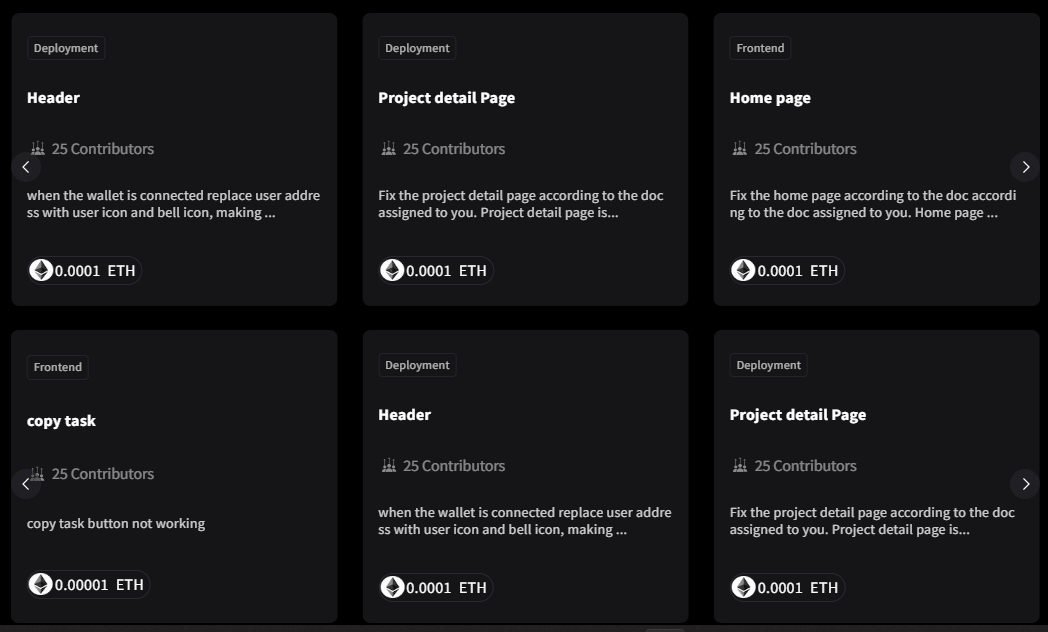 Deployment
Header
25 Contributors
when the wallet is connected replace user addre
ss with user icon and bell icon, making ...
0.0001 ETH
Deployment
Project detail Page
25 Contributors
Fix the project detail page according to the doc
assigned to you. Project detail page is...
0.0001 ETH
Frontend
Home page
25 Contributors
Fix the home page according to the doc accordi
ng to the doc assigned to you. Home page ...
0.0001 ETH
Frontend
copy task
25 Contributors
copy task button not working
0.00001 ETH
Deployment
Header
25 Contributors
when the wallet is connected replace user addre
ss with user icon and bell icon, making ...
0.0001 ETH
Deployment
Project detail Page
25 Contributors
Fix the project detail page according to the doc
assigned to you. Project detail page is...
0.0001 ETH